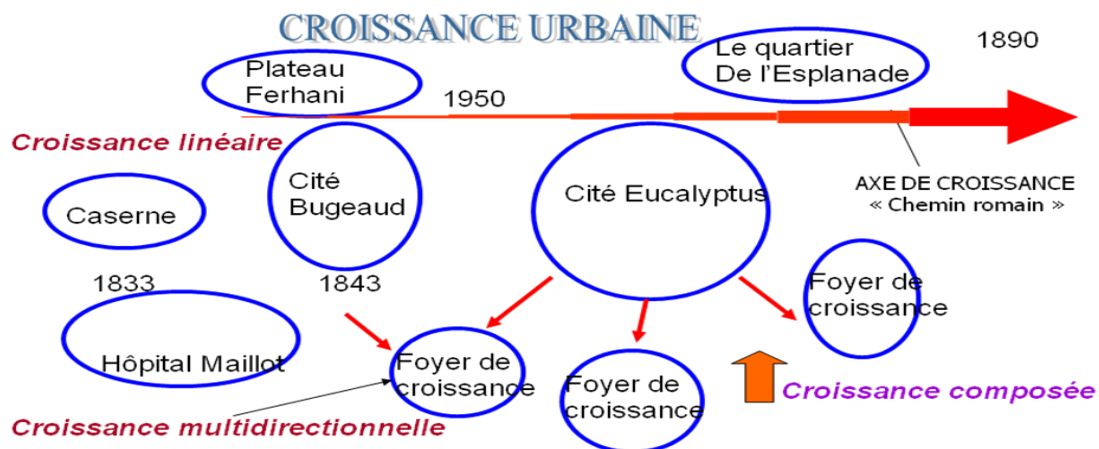 CROISSANCE URBAINE
Plateau
Ferhani
1950
Le quartier
De l’Esplanade
1890
Croissance linéaire
Caserne
Cité
Bugeaud
Cité Eucalyptus
AXE DE CROISSANCE
« Chemin romain »
1833
1843
Hôpital Maillot
Foyer de
croissance
Foyer de
croissance
Foyer de
croissance
Croissance composée
Croissance multidirectionnelle